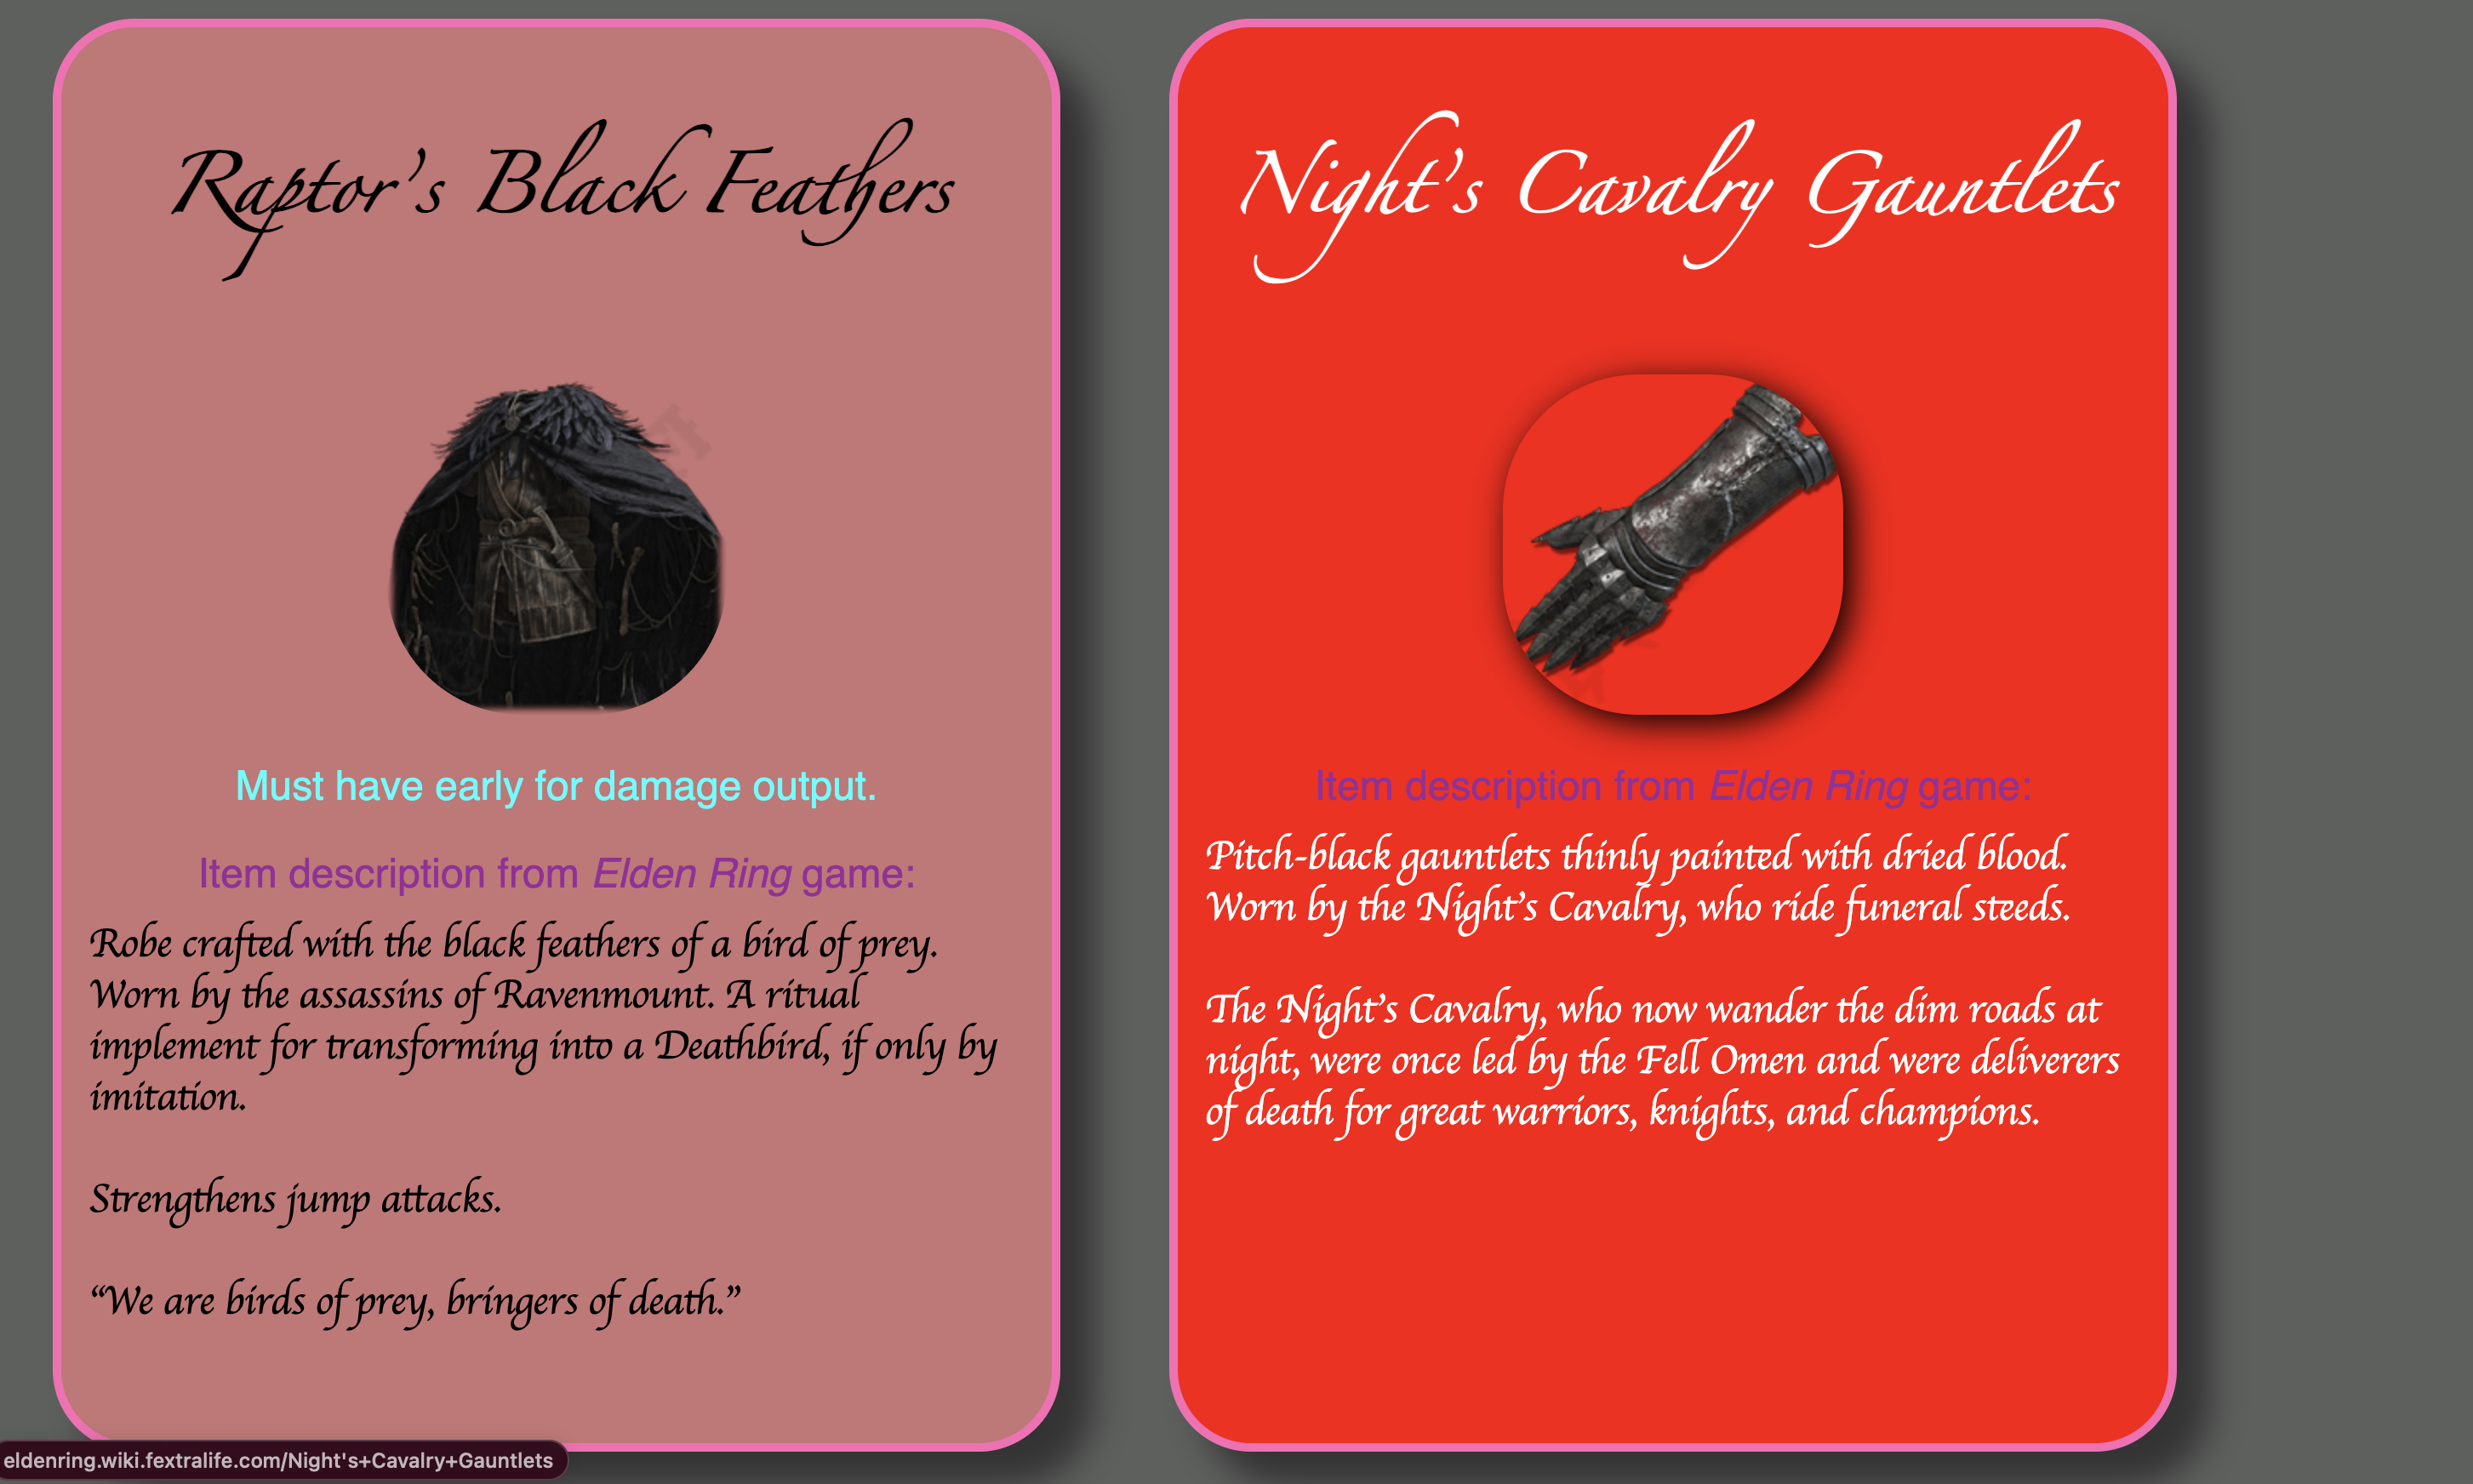 Raptor’s Black Feathers
Must have early for damage output.
Item description from Elden Ring game:
Robe crafted with the black feathers of a bird of prey.
Worn by the assassins of Ravenmount. A ritual
implement for transforming into a Deathbird, if only by
imitation.
Strengthens jump attacks.
“We are birds of prey, bringers of death.”
Night’s Cavalry Gauntlets
Item description from Elden Ring game:
Pitch-black gauntlets thinly painted with dried blood.
Worn by the Night’s Cavalry, who ride funeral steeds.
The Night’s Cavalry, who now wander the dim roads at
night, were once led by the Fell Omen and were deliverers
of death for great warriors, knights, and champions.
eldenring.wiki.fextralife.com/Night's+Cavalry+Gauntlets